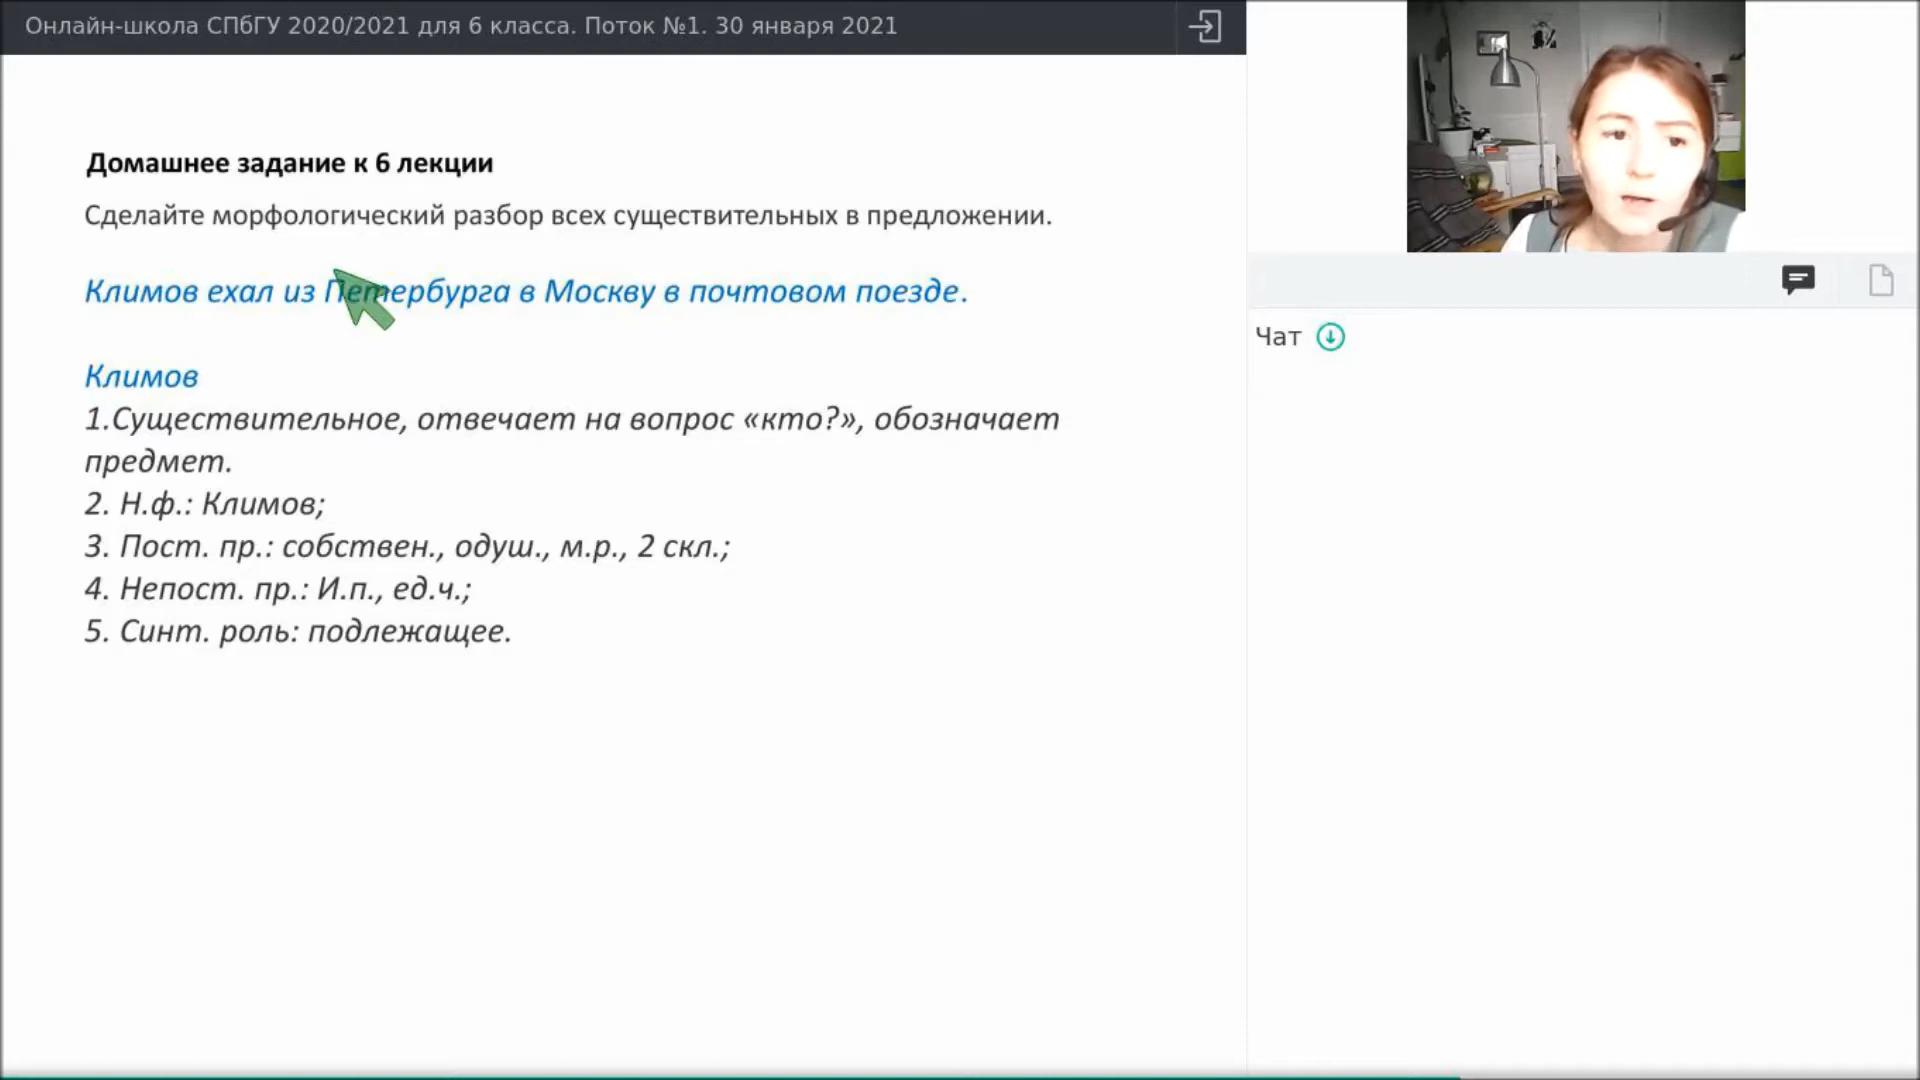 Онлайн-школа СПбГУ 2020/2021 для 6 класса. Поток №1. 30 января 2021
Домашнее задание к 6 лекции
Сделайте морфологический разбор всех существительных в предложении.
Климов ехал из Петербурга в Москву в почтовом поезде.
Климов
1.Существительное, отвечает на вопрос «кто?», обозначает
предмет.
2. Н.ф.: Климов;
3. Пост. пр.: собствен., одуш., м.р., 2 скл.;
4. Непост. пр.: И.п., ед.ч.;
5. Синт. роль: подлежащее.
Чат